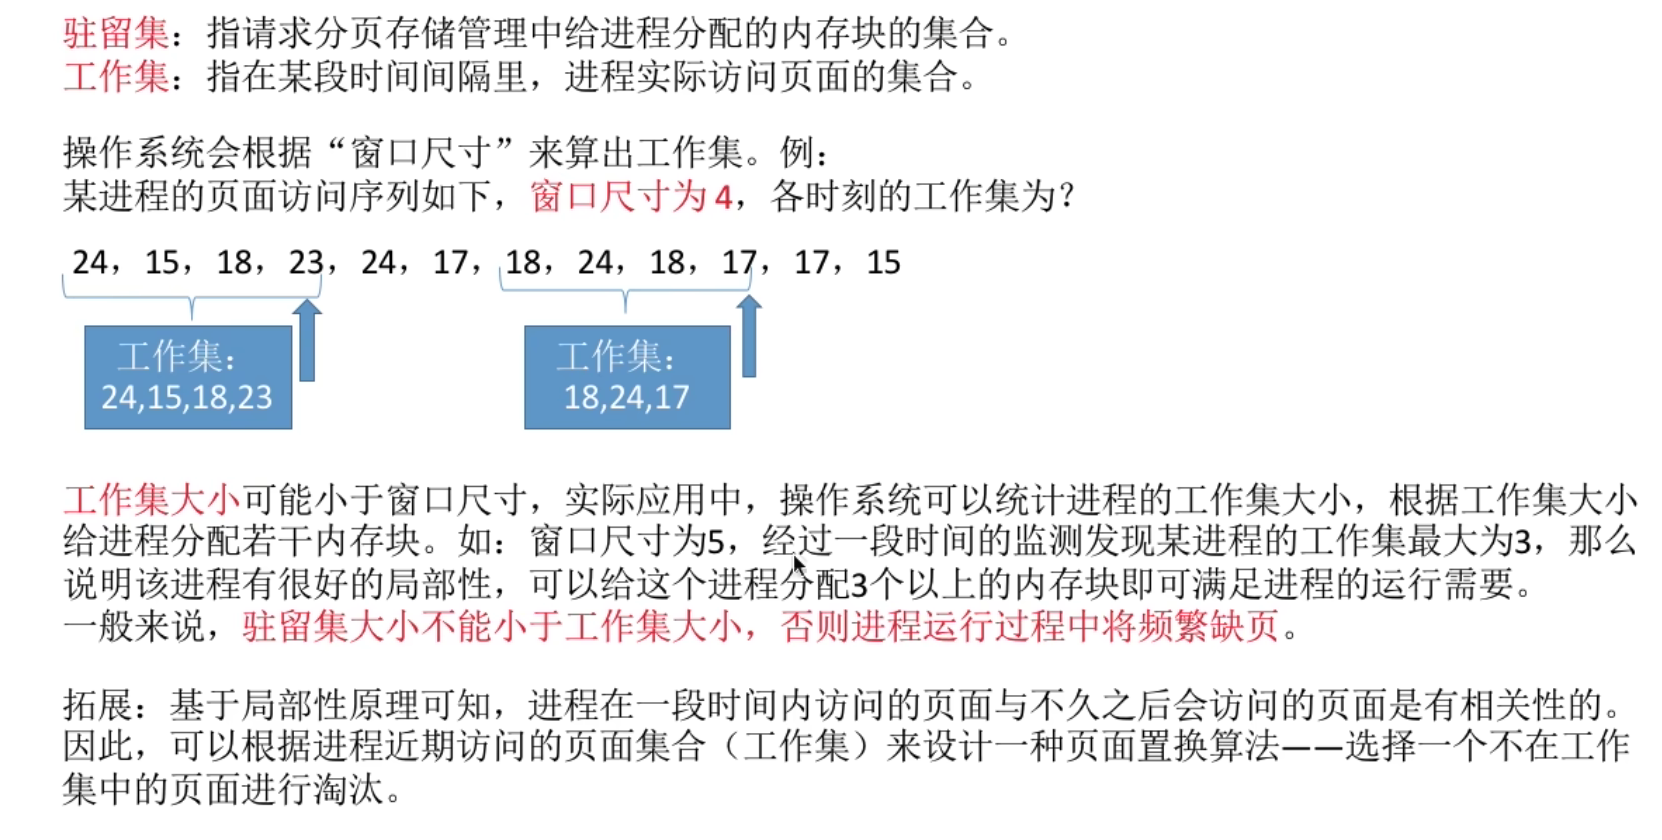 驻留集：指请求分页存储管理中给进程分配的内存块的集合。
工作集：指在某段时间间隔里，进程实际访问页面的集合。
操作系统会根据“窗口尺寸”来算出工作集。例：
某进程的页面访问序列如下，窗口尺寸为 4，各时刻的工作集为？
24，15，18，23，24，17，18，24，18，17，17，15
工作集：
24,15,18,23
工作集：
18,24,17
工作集大小可能小于窗口尺寸，实际应用中，操作系统可以统计进程的工作集大小，根据工作集大小
给进程分配若干内存块。如：窗口尺寸为5，经过一段时间的监测发现某进程的工作集最大为3，那么
说明该进程有很好的局部性，可以给这个进程分配3个以上的内存块即可满足进程的运行需要。
一般来说，驻留集大小不能小于工作集大小，否则进程运行过程中将频繁缺页。
拓展：基于局部性原理可知，进程在一段时间内访问的页面与不久之后会访问的页面是有相关性的。
因此，可以根据进程近期访问的页面集合（工作集）来设计一种页面置换算法——选择一个不在工作
集中的页面进行淘汰。